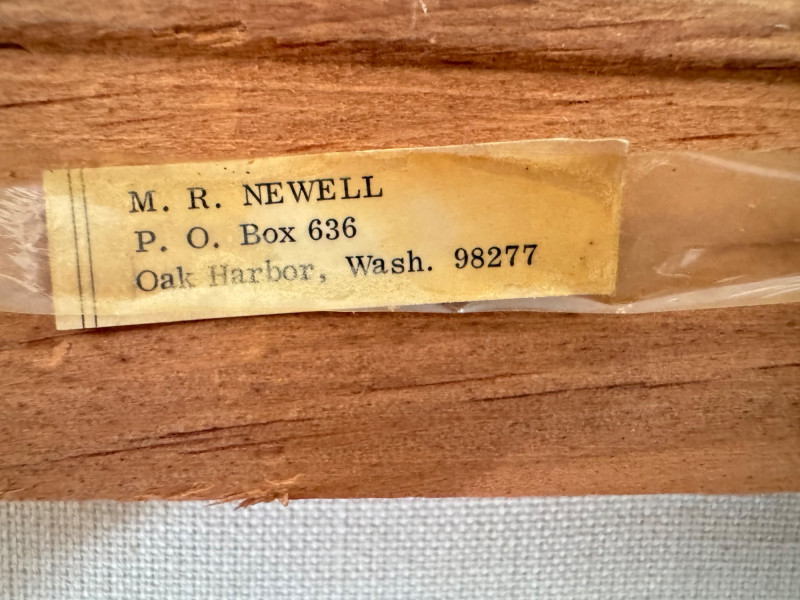 M. R. NEWELL
P. O. Box 636
Oak Harbor, Wash. 98277